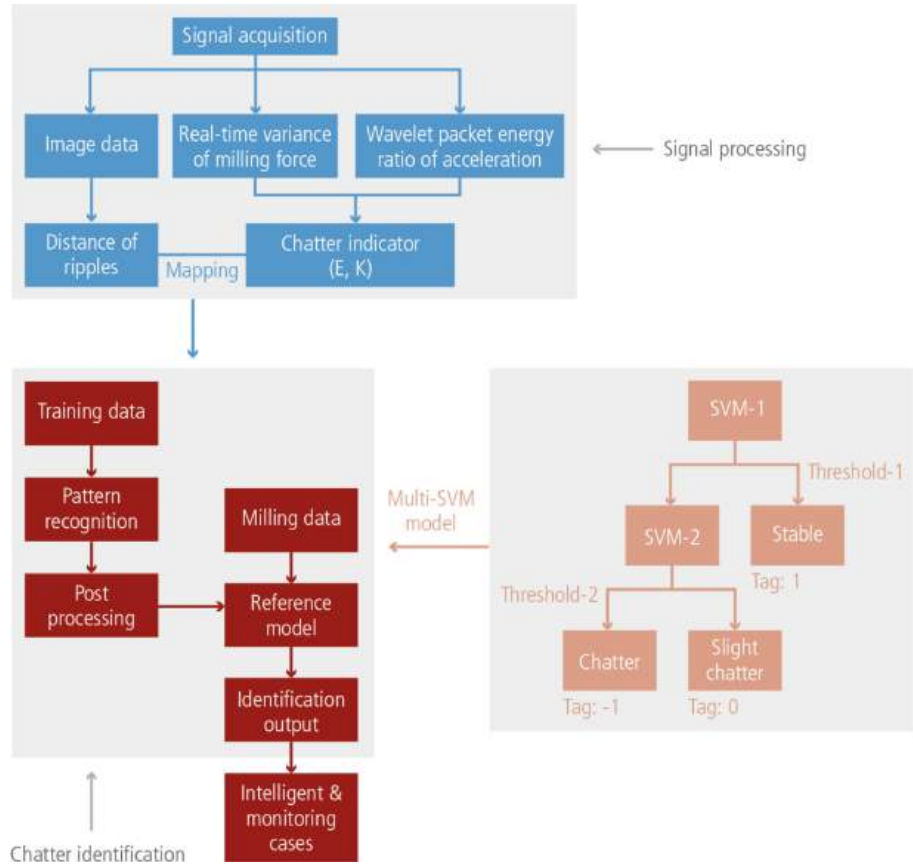 Signal acquisition
Image data
Real-time variance
of milling force
Wavelet packet energy
ratio of acceleration
Signal processing
Distance of
ripples
Mapping
Chatter indicator
(E, K)
Training data
Pattern
recognition
Post
processing
Milling data
Reference
model
Identification
output
Intelligent &
monitoring
cases
Chatter identification
Multi-SVM
model
SVM-1
Threshold-1
SVM-2
Stable
Tag: 1
Threshold-2
Chatter
Tag: -1
Slight
chatter
Tag: 0